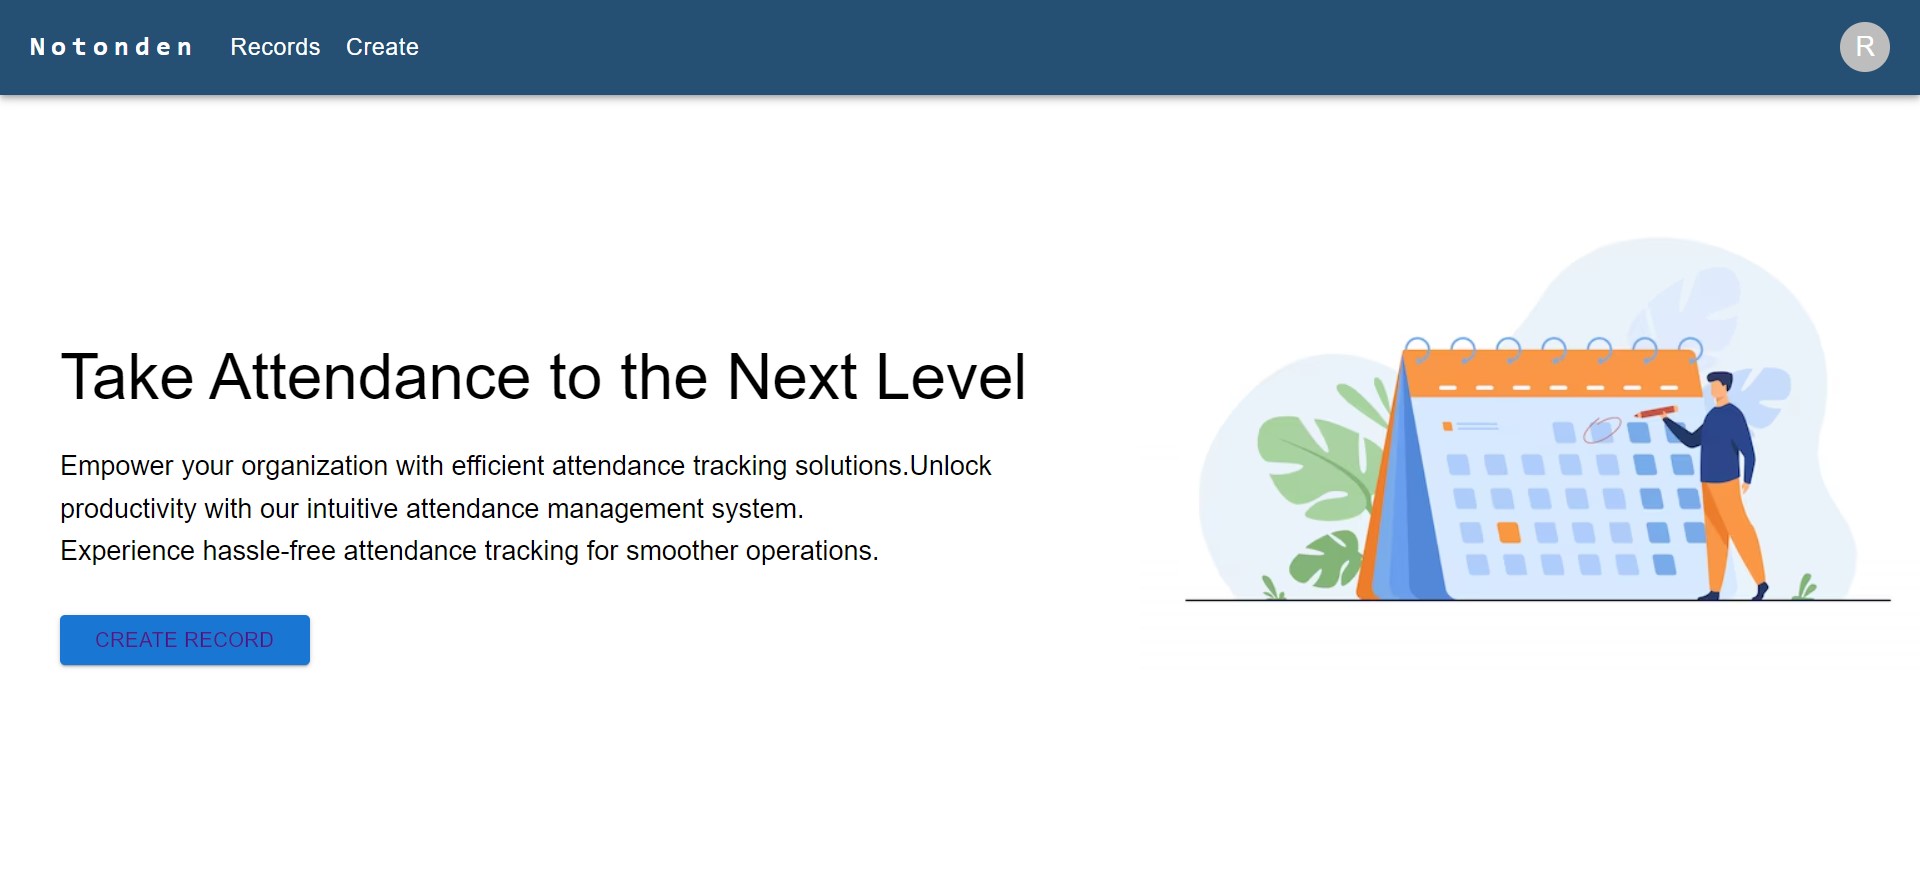 Notonden Records Create R
Take Attendance to the Next Level
Empower your organization with efficient attendance tracking solutions.Unlock
productivity with our intuitive attendance management system.
Experience hassle-free attendance tracking for smoother operations.
CREATE RECORD